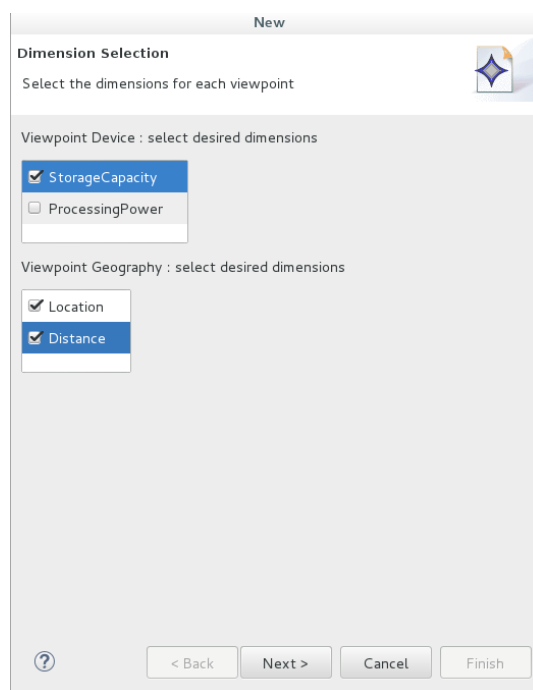 New
Dimension Selection
Select the dimensions for each viewpoint
Viewpoint Device : select desired dimensions
StorageCapacity
ProcessingPower
Viewpoint Geography : select desired dimensions
Location
Distance
? < Back Next > Cancel Finish